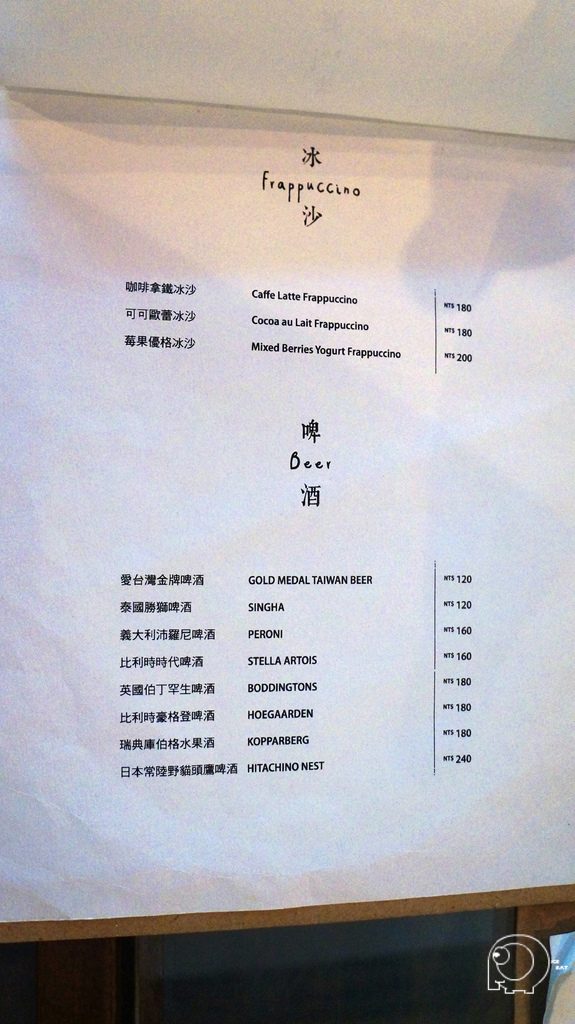 冰
Frappuccino
沙
咖啡拿鐵冰沙 Caffe Latte Frappuccino NT$ 180
可可歐蕾冰沙 Cocoa au Lait Frappuccino NT$ 180
莓果優格冰沙 Mixed Berries Yogurt Frappuccino NT$ 200
啤
Beer
酒
愛台灣金牌啤酒 GOLD MEDAL TAIWAN BEER NT$ 120
泰國勝獅啤酒 SINGHA NT$ 120
義大利沛羅尼啤酒 PERONI NT$ 160
比利時時代啤酒 STELLA ARTOIS NT$ 160
英國伯丁罕生啤酒 BODDINGTONS NT$ 180
比利時豪格登啤酒 HOEGAARDEN NT$ 180
瑞典庫伯格水果酒 KOPPARBERG NT$ 180
日本常陸野貓頭鷹啤酒 HITACHINO NEST NT$ 240